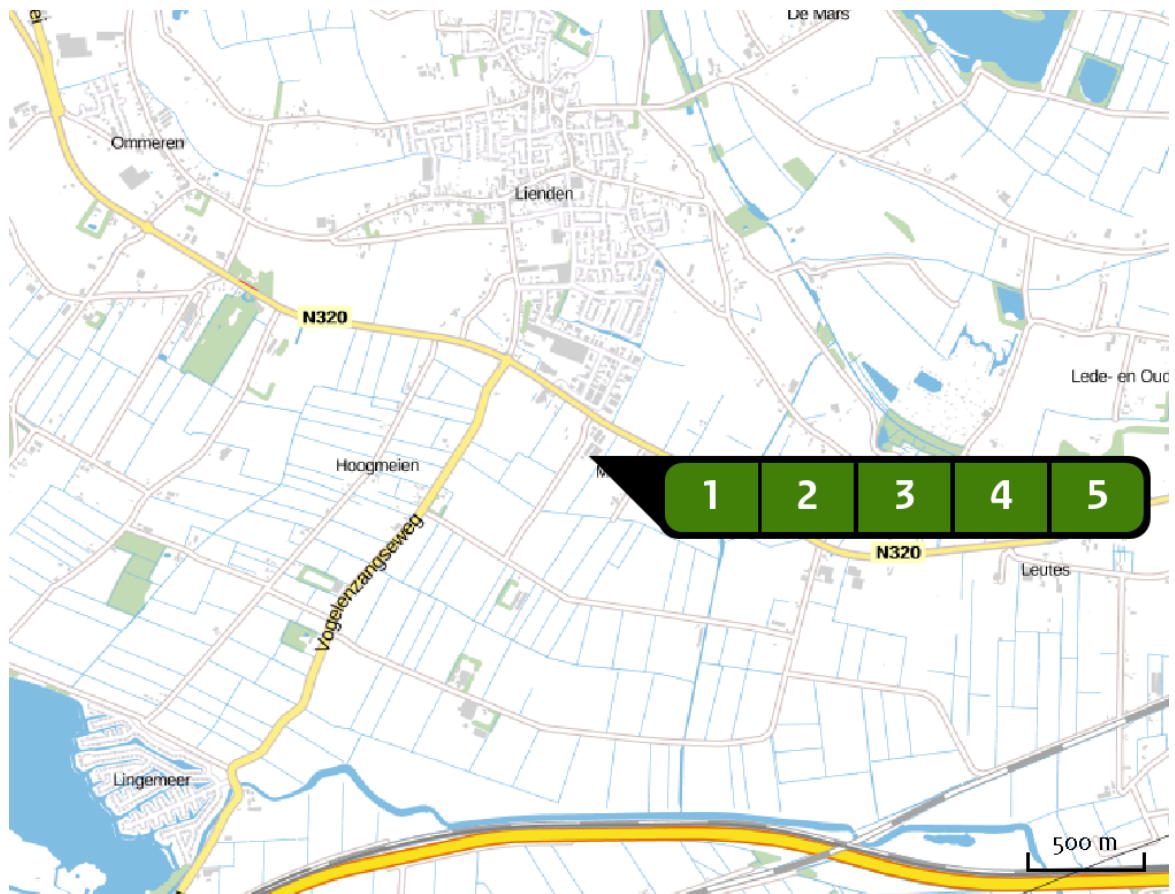 De Mars
Ommeren
Lienden
N320
Lede- en Oud
Hoogmeien
1 2 3 4 5
N320
Leutes
Vogelenzangseweg
Lingemeer
500 m